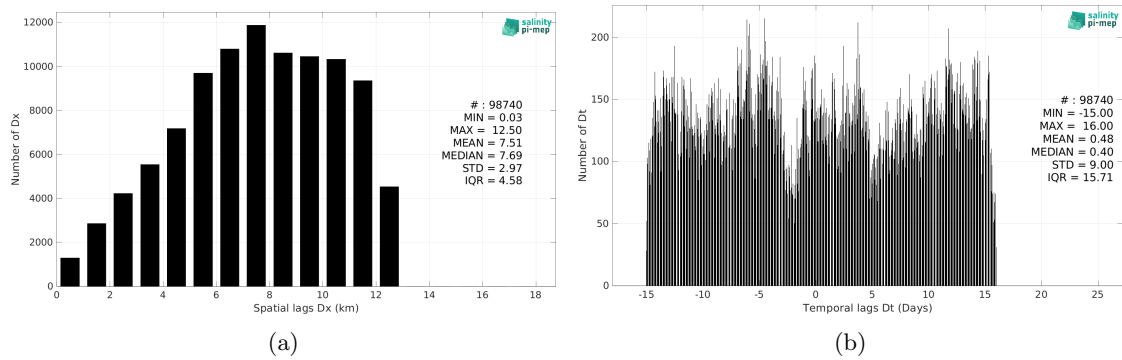 salinity
pi-mep
12000
10000
8000
6000
4000
2000
0
Number of Dx
# : 98740
MIN = 0.03
MAX = 12.50
MEAN = 7.51
MEDIAN = 7.69
STD = 2.97
IQR = 4.58
0 2 4 6 8 10 12 14 16 18
Spatial lags Dx (km)
(a)
salinity
pi-mep
200
150
100
50
0
Number of Dt
# : 98740
MIN = -15.00
MAX = 16.00
MEAN = 0.48
MEDIAN = 0.40
STD = 9.00
IQR = 15.71
-15 -10 -5 0 5 10 15 20 25
Temporal lags Dt (Days)
(b)